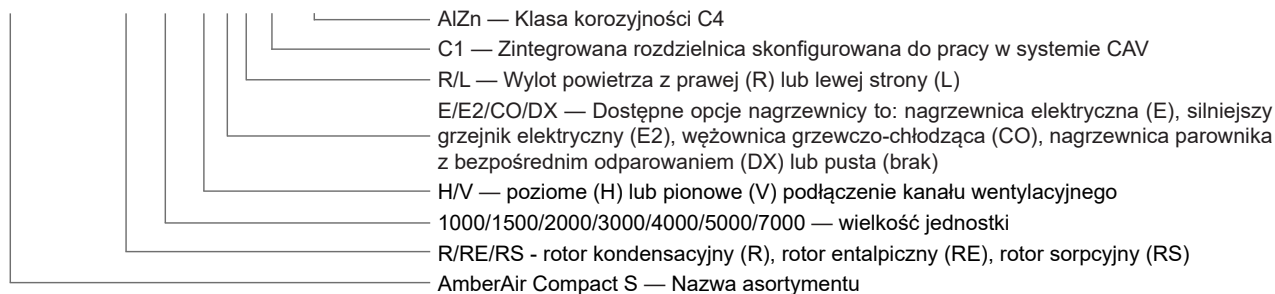 AlZn — Klasa korozyjności C4
C1 — Zintegrowana rozdzielnica skonfigurowana do pracy w systemie CAV
R/L — Wylot powietrza z prawej (R) lub lewej strony (L)
E/E2/CO/DX — Dostępne opcje nagrzewnicy to: nagrzewnica elektryczna (E), silniejszy
grzejnik elektryczny (E2), wężownica grzewczo-chłodząca (CO), nagrzewnica parownika
z bezpośrednim odparowaniem (DX) lub pusta (brak)
H/V — poziome (H) lub pionowe (V) podłączenie kanału wentylacyjnego
1000/1500/2000/3000/4000/5000/7000 — wielkość jednostki
R/RE/RS - rotor kondensacyjny (R), rotor entalpiczny (RE), rotor sorpcyjny (RS)
AmberAir Compact S — Nazwa asortymentu